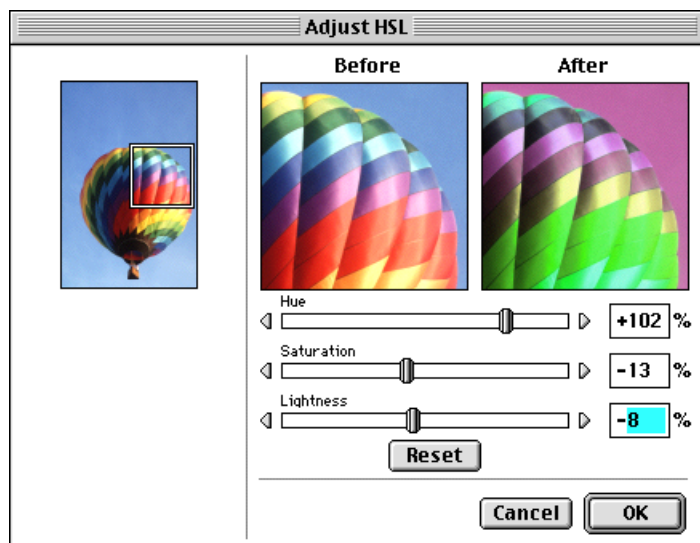 Adjust HSL
Before After
Hue
+102 %
Saturation
-13 %
Lightness
-8 %
Reset
Cancel OK